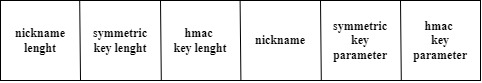 nickname
lenght
symmetric
key lenght
hmac
key lenght
nickname
symmetric
key
parameter
hmac
key
parameter